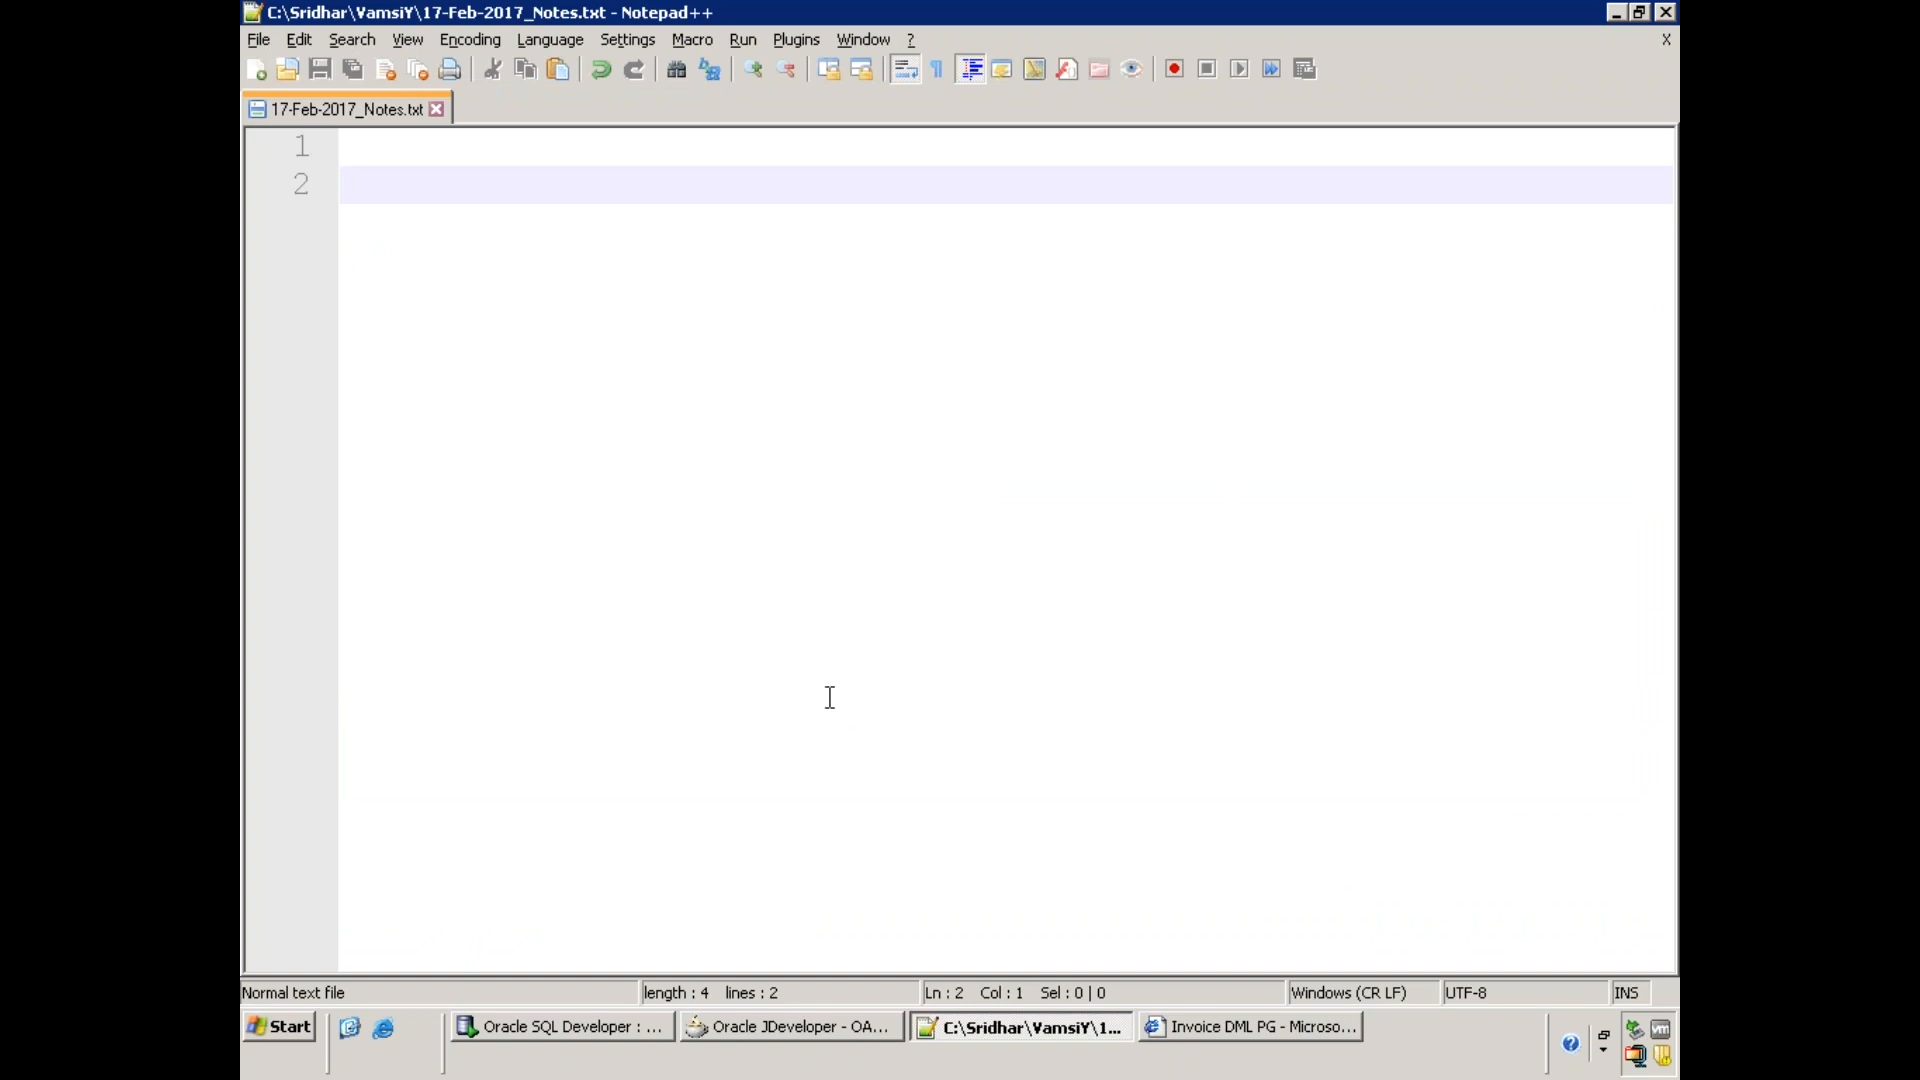 C:\Sridhar\VamsiY\17-Feb-2017_Notes.txt - Notepad++
File Edit Search View Encoding Language Settings Macro Run Plugins Window ? X
17-Feb-2017_Notes.txt
1
2
Normal text file length : 4 lines : 2 Ln : 2 Col : 1 Sel : 0 | 0 Windows (CR LF) UTF-8 INS
Start Oracle SQL Developer : ... Oracle JDeveloper - OA... C:\Sridhar\VamsiY\1... Invoice DML PG - Microso... vm